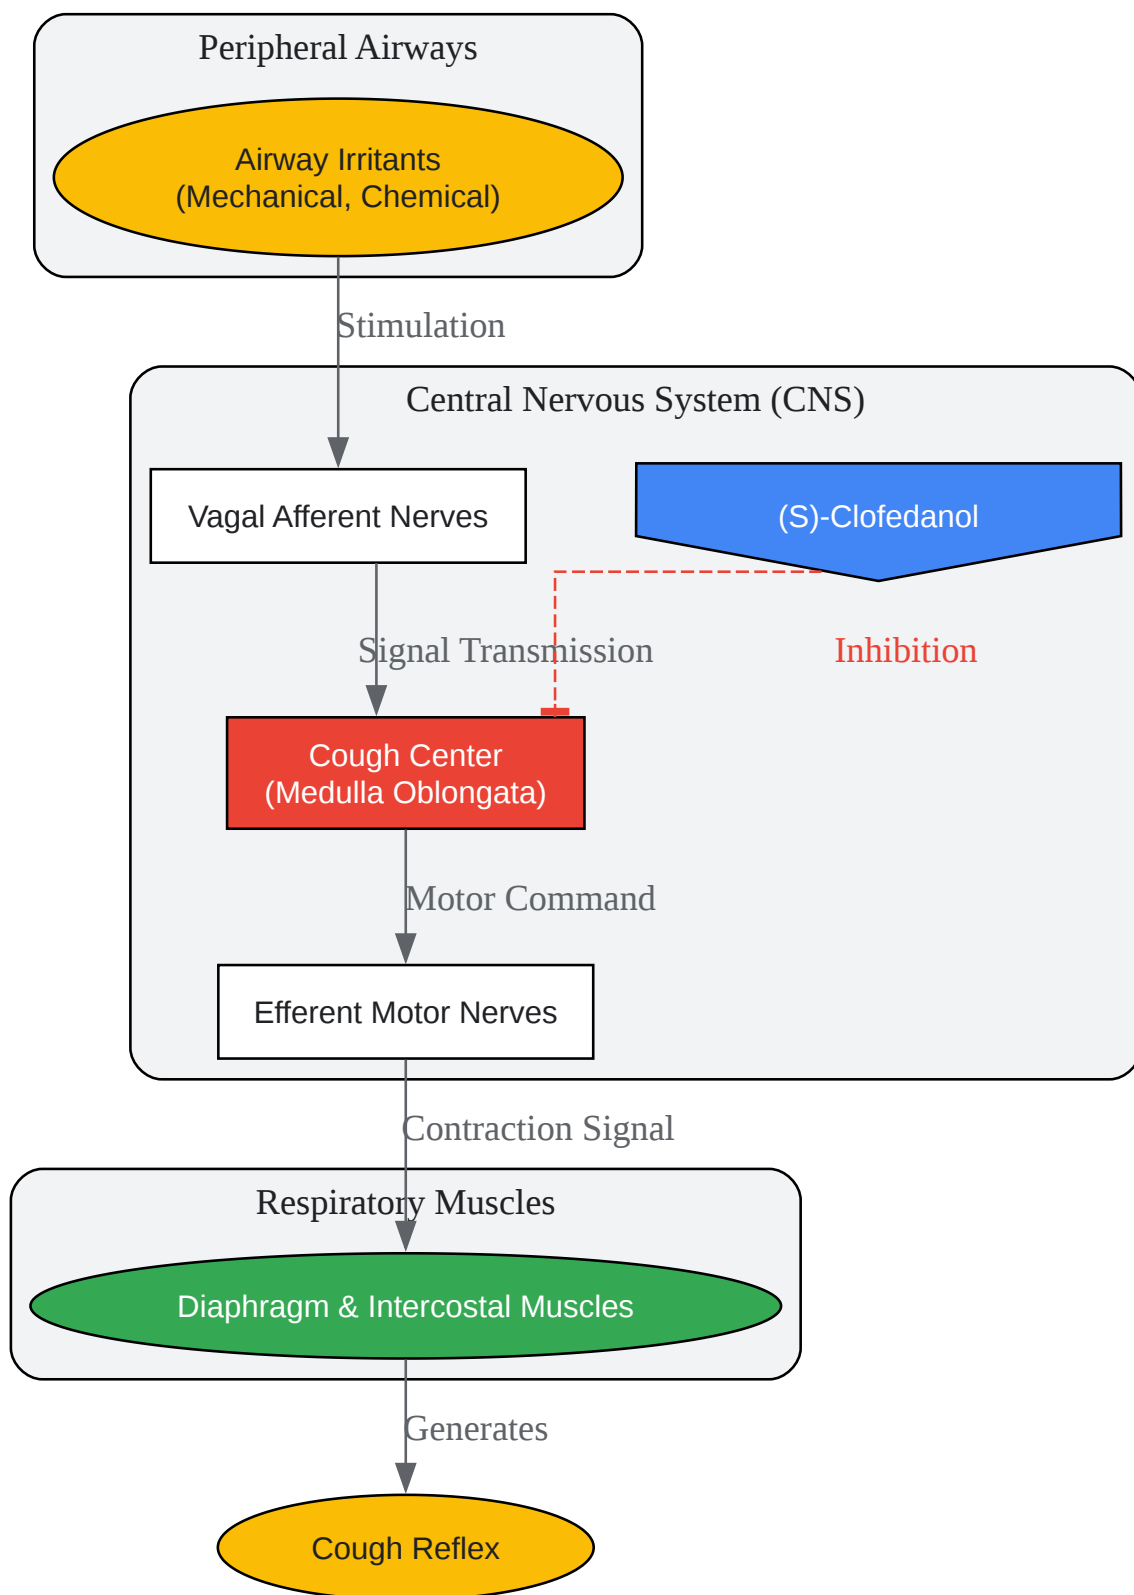 Peripheral Airways
Airway Irritants
(Mechanical, Chemical)
Stimulation
Central Nervous System (CNS)
Vagal Afferent Nerves
(S)-Clofedanol
Signal Transmission
Inhibition
Cough Center
(Medulla Oblongata)
Motor Command
Efferent Motor Nerves
Contraction Signal
Respiratory Muscles
Diaphragm & Intercostal Muscles
Generates
Cough Reflex